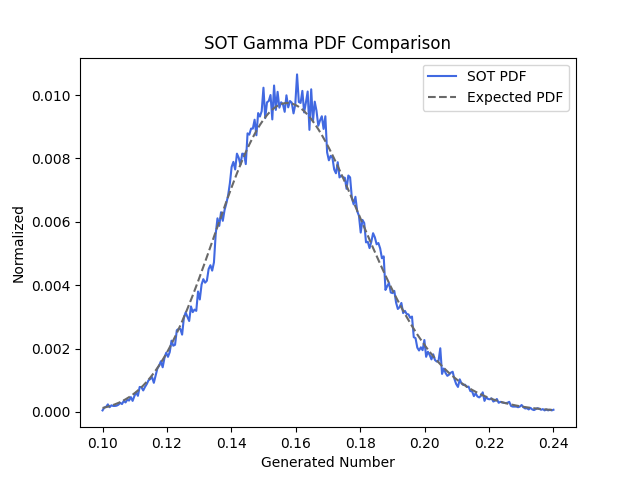 SOT Gamma PDF Comparison
SOT PDF
Expected PDF
Normalized
0.010
0.008
0.006
0.004
0.002
0.000
0.10 0.12 0.14 0.16 0.18 0.20 0.22 0.24
Generated Number